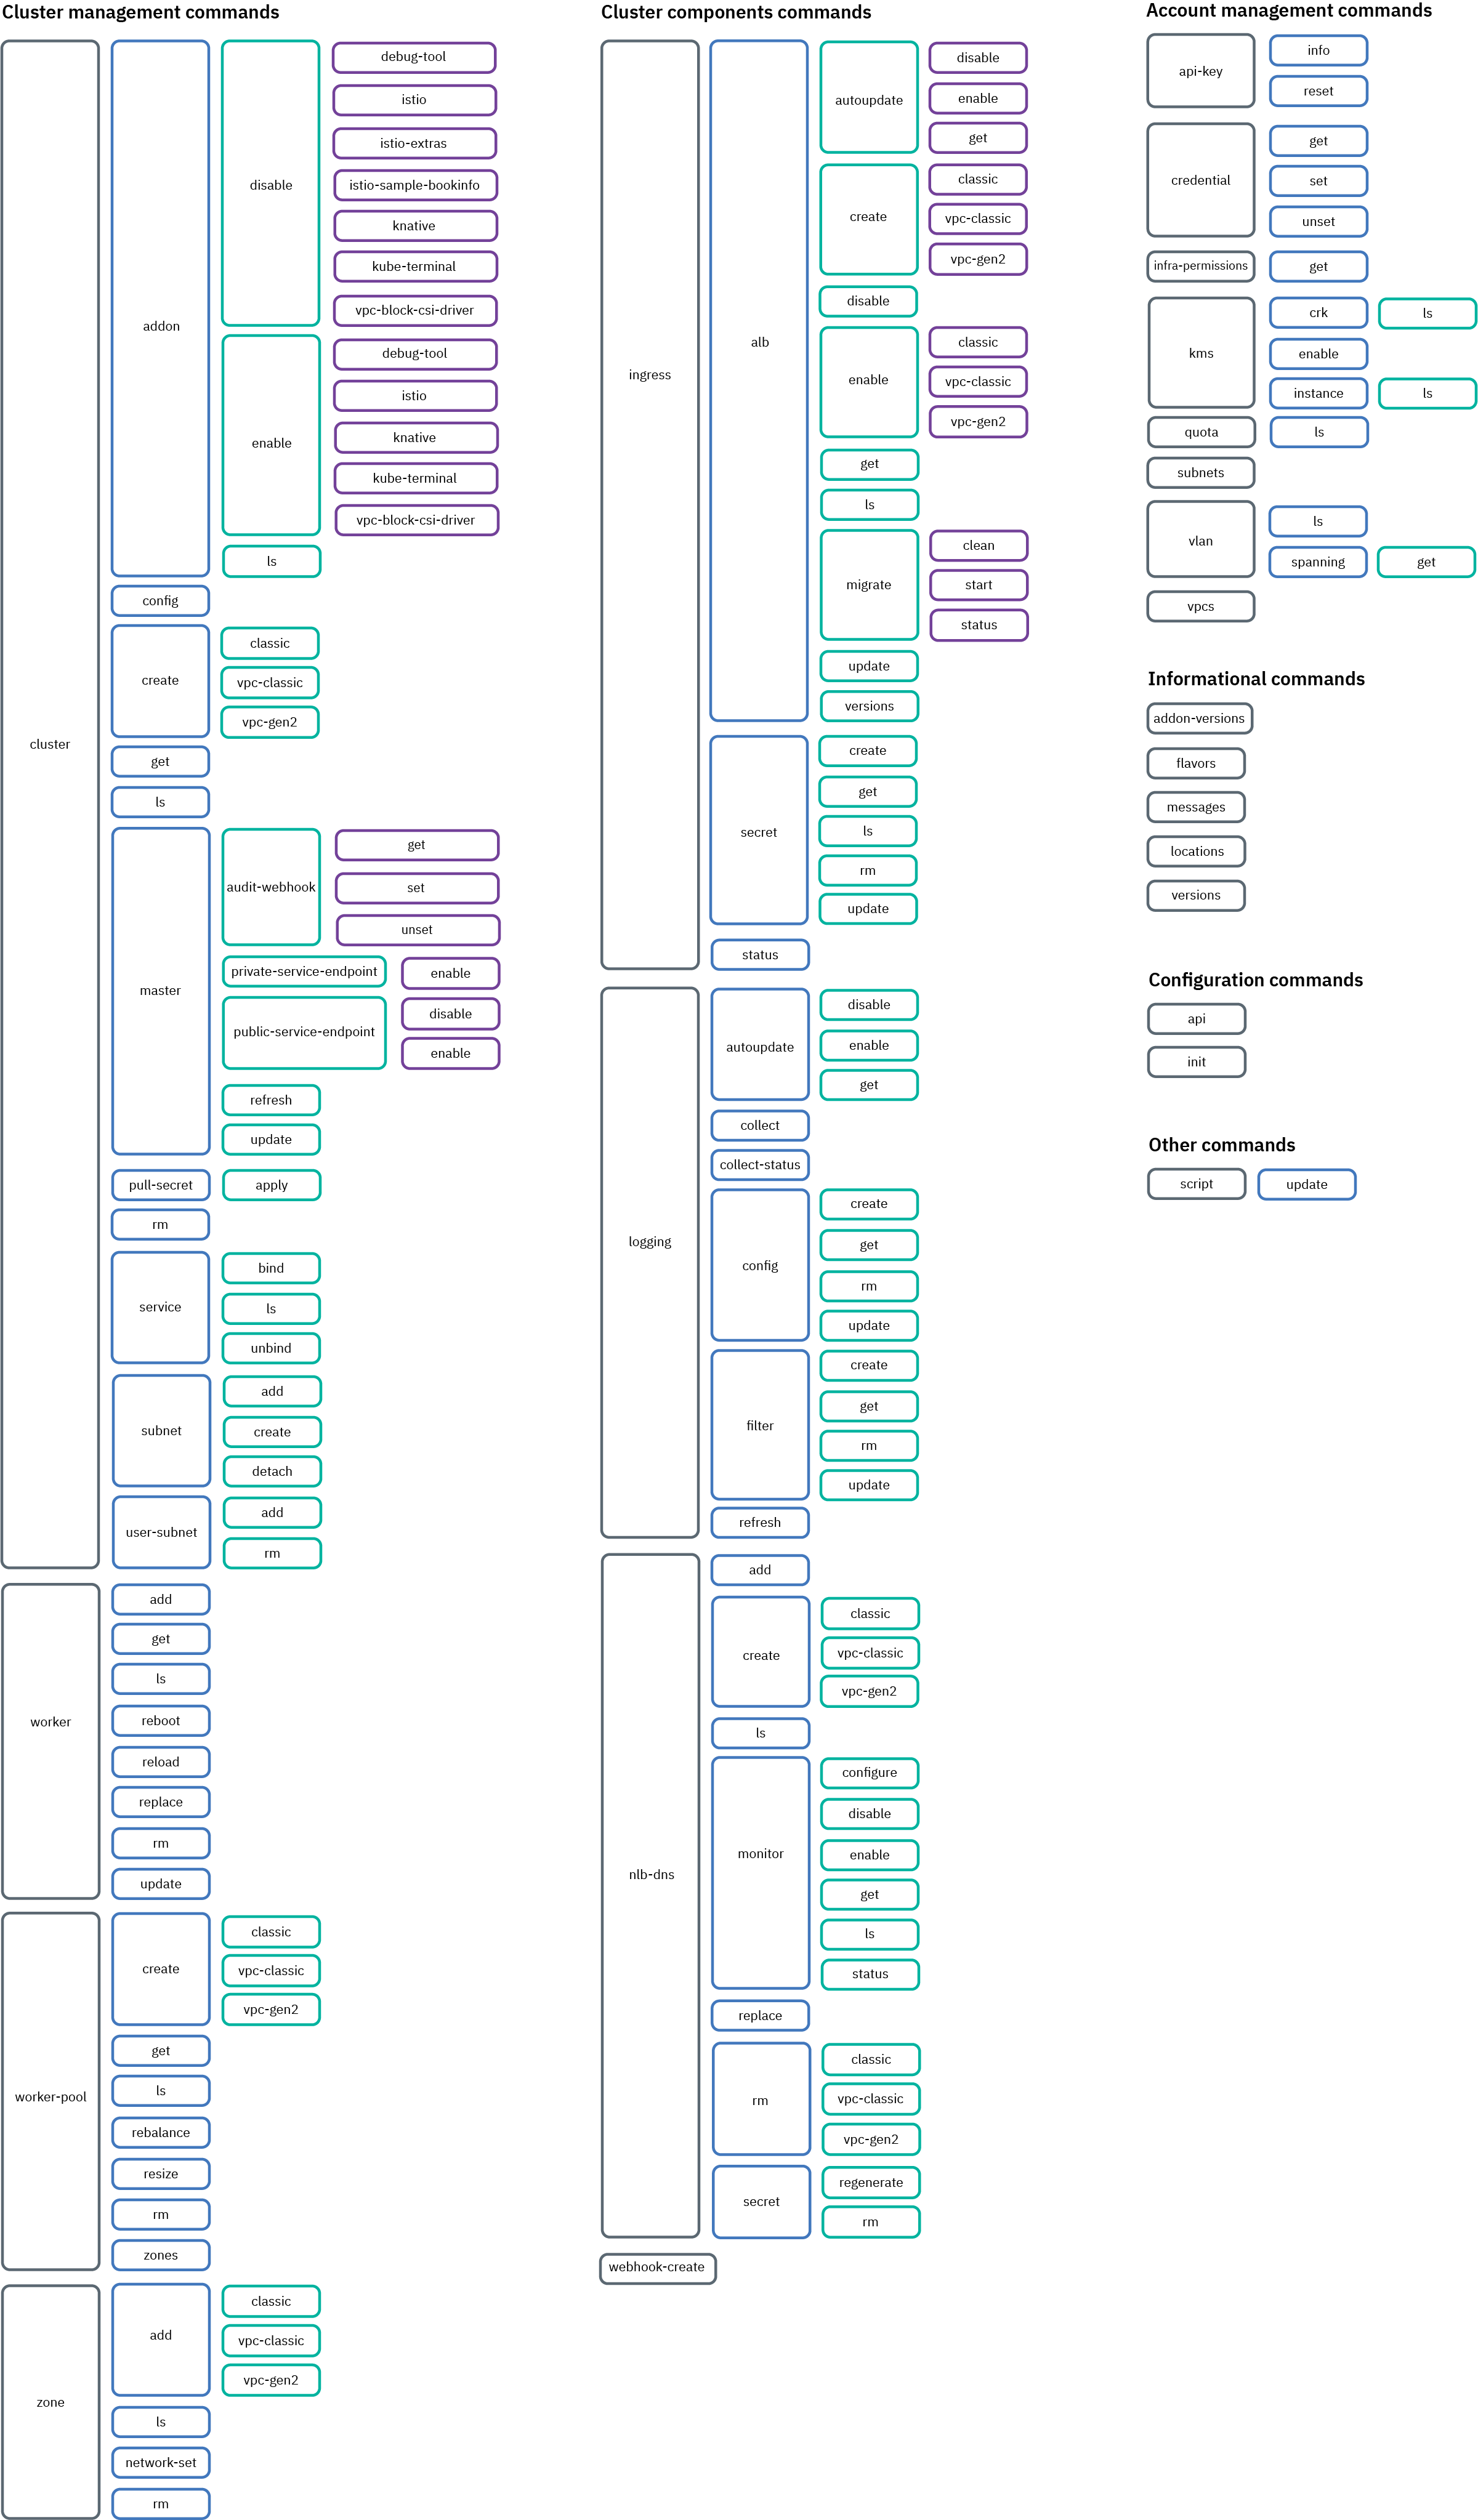 Cluster management commands
cluster
addon
disable
debug-tool
istio
istio-extras
istio-sample-bookinfo
knative
kube-terminal
vpc-block-csi-driver
enable
debug-tool
istio
knative
kube-terminal
vpc-block-csi-driver
ls
config
create
classic
vpc-classic
vpc-gen2
get
ls
master
audit-webhook
get
set
unset
private-service-endpoint
enable
public-service-endpoint
disable
enable
refresh
update
pull-secret
apply
rm
service
bind
ls
unbind
subnet
add
create
detach
user-subnet
add
rm
worker
add
get
ls
reboot
reload
replace
rm
update
worker-pool
create
classic
vpc-classic
vpc-gen2
get
ls
rebalance
resize
rm
zones
zone
add
classic
vpc-classic
vpc-gen2
ls
network-set
rm
Cluster components commands
ingress
alb
autoupdate
disable
enable
get
create
classic
vpc-classic
vpc-gen2
disable
enable
classic
vpc-classic
vpc-gen2
get
ls
migrate
clean
start
status
update
versions
secret
create
get
ls
rm
update
status
logging
autoupdate
disable
enable
get
collect
collect-status
config
create
get
rm
update
filter
create
get
rm
update
refresh
nlb-dns
add
create
classic
vpc-classic
vpc-gen2
ls
monitor
configure
disable
enable
get
ls
status
replace
rm
classic
vpc-classic
vpc-gen2
secret
regenerate
rm
webhook-create
Account management commands
api-key
info
reset
credential
get
set
unset
infra-permissions
get
kms
crk
ls
enable
instance
ls
quota
ls
subnets
vlan
ls
spanning
get
vpcs
Informational commands
addon-versions
flavors
messages
locations
versions
Configuration commands
api
init
Other commands
script
update